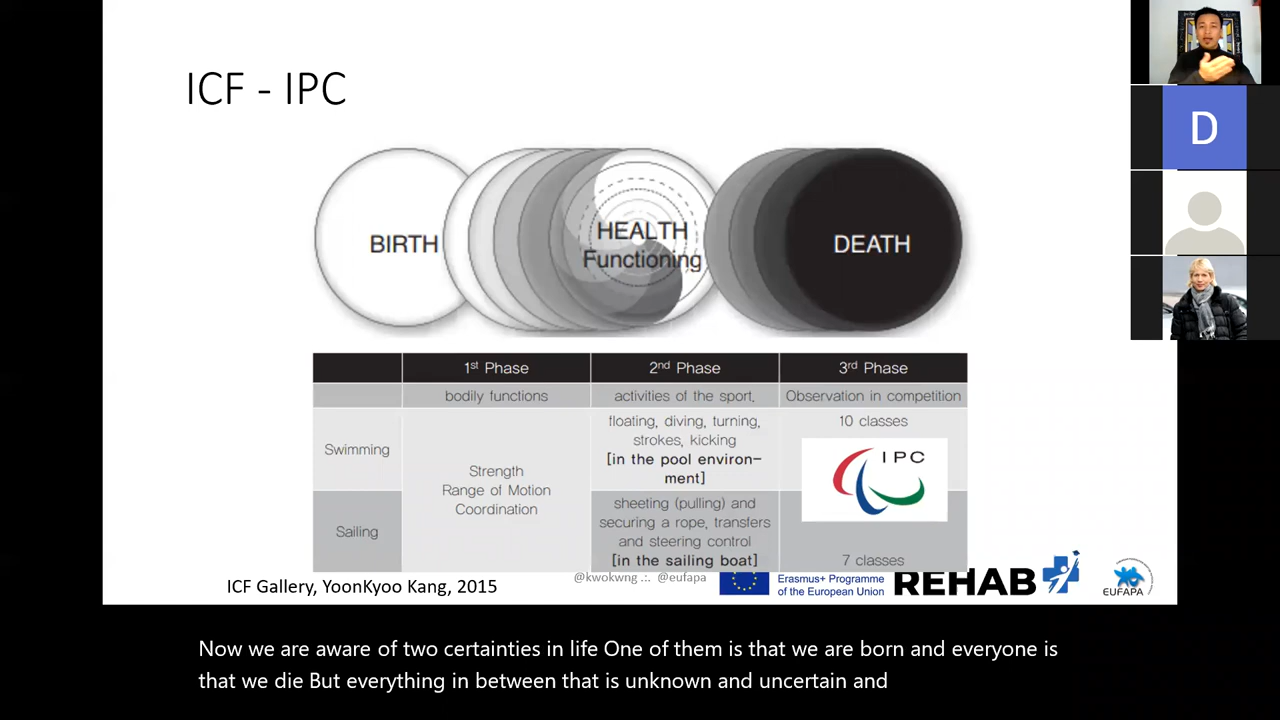 ICF - IPC
BIRTH
HEALTH
Functioning
DEATH
1st Phase
2nd Phase
3rd Phase
bodily functions
activities of the sport,
Observation in competition
Swimming
Strength
Range of Motion
Coordination
floating, diving, turning,
strokes, kicking
[in the pool environ-
ment]
10 classes
IPC
Sailing
sheeting (pulling) and
securing a rope, transfers
and steering control
[in the sailing boat]
7 classes
ICF Gallery, YoonKyoo Kang, 2015
@kwokwng .:. @eufapa
Erasmus+ Programme
of the European Union
REHAB
EUFAPA
D
Now we are aware of two certainties in life One of them is that we are born and everyone is
that we die But everything in between that is unknown and uncertain and